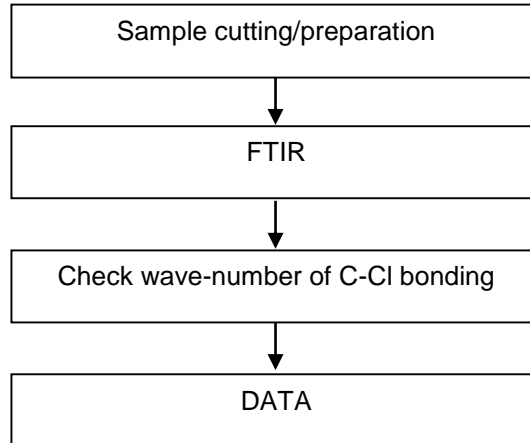 Sample cutting/preparation
FTIR
Check wave-number of C-Cl bonding
DATA